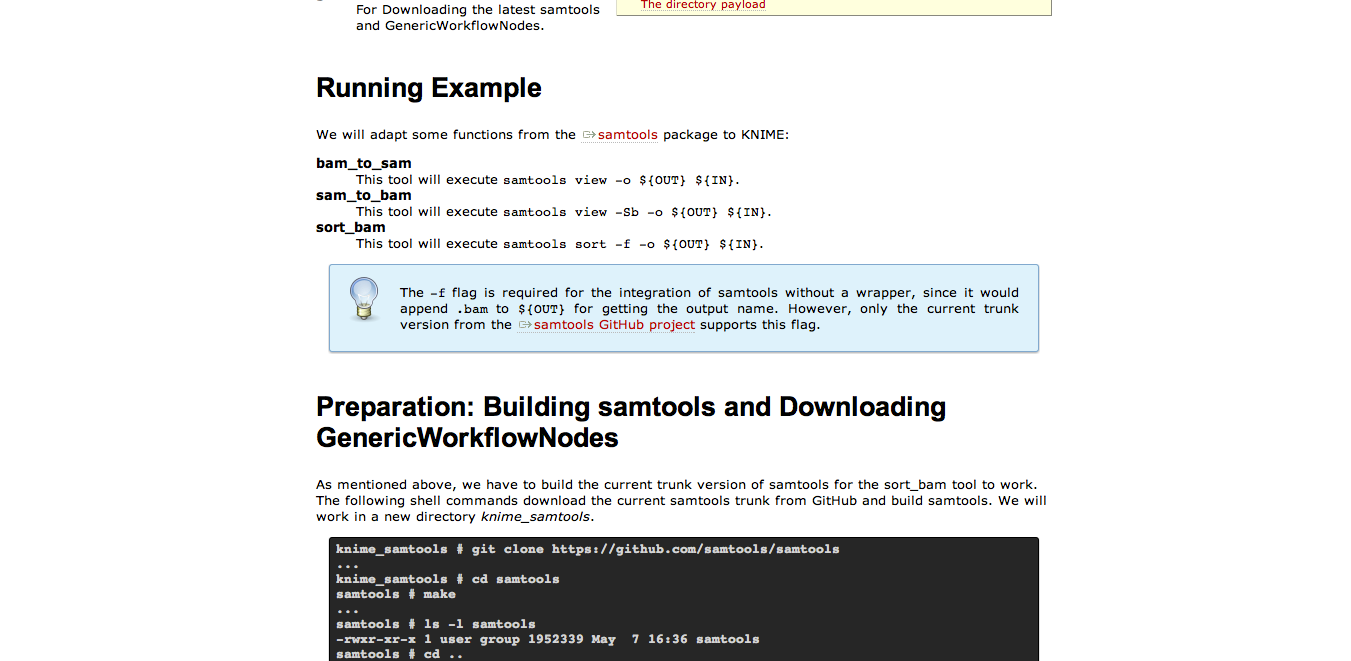 For Downloading the latest samtools
and GenericWorkflowNodes.
The directory payload
Running Example
We will adapt some functions from the samtools package to KNIME:
bam_to_sam
This tool will execute samtools view -o ${OUT} ${IN}.
sam_to_bam
This tool will execute samtools view -Sb -o ${OUT} ${IN}.
sort_bam
This tool will execute samtools sort -f -o ${OUT} ${IN}.
The -f flag is required for the integration of samtools without a wrapper, since it would
append .bam to ${OUT} for getting the output name. However, only the current trunk
version from the samtools GitHub project supports this flag.
Preparation: Building samtools and Downloading
GenericWorkflowNodes
As mentioned above, we have to build the current trunk version of samtools for the sort_bam tool to work.
The following shell commands download the current samtools trunk from GitHub and build samtools. We will
work in a new directory knime_samtools.
knime_samtools # git clone https://github.com/samtools/samtools
...
knime_samtools # cd samtools
samtools # make
...
samtools # ls -l samtools
-rwxr-xr-x 1 user group 1952339 May  7 16:36 samtools
samtools # cd ..